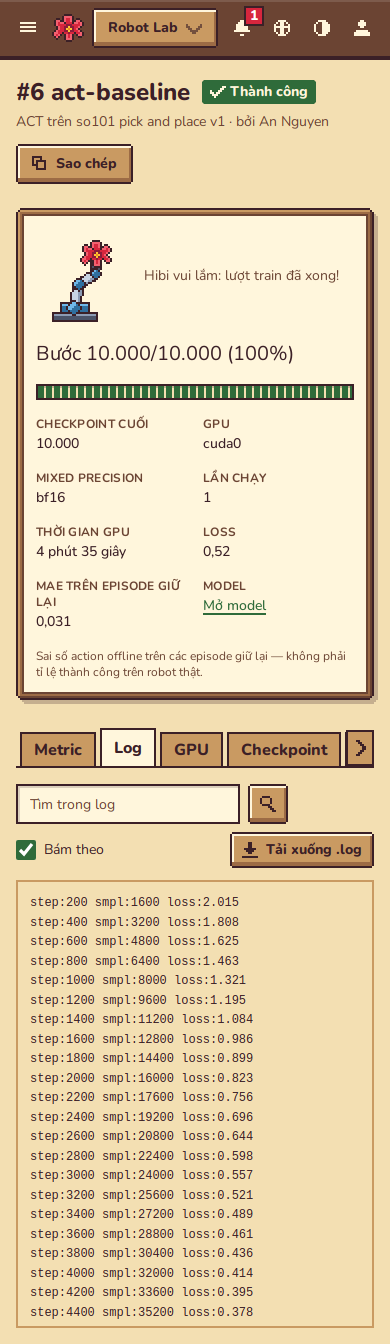 Robot Lab
1
#6 act-baseline
Thành công
ACT trên so101 pick and place v1 · bởi An Nguyen
Sao chép
Hibi vui lắm: lượt train đã xong!
Bước 10.000/10.000 (100%)
CHECKPOINT CUỐI
10.000
GPU
cuda0
MIXED PRECISION
bf16
LẦN CHẠY
1
THỜI GIAN GPU
4 phút 35 giây
LOSS
0,52
MAE TRÊN EPISODE GIỮ
LẠI
0,031
MODEL
Mở model
Sai số action offline trên các episode giữ lại — không phải
tỉ lệ thành công trên robot thật.
Metric
Log
GPU
Checkpoint
Tìm trong log
Bám theo
Tải xuống .log
step:200 smpl:1600 loss:2.015
step:400 smpl:3200 loss:1.808
step:600 smpl:4800 loss:1.625
step:800 smpl:6400 loss:1.463
step:1000 smpl:8000 loss:1.321
step:1200 smpl:9600 loss:1.195
step:1400 smpl:11200 loss:1.084
step:1600 smpl:12800 loss:0.986
step:1800 smpl:14400 loss:0.899
step:2000 smpl:16000 loss:0.823
step:2200 smpl:17600 loss:0.756
step:2400 smpl:19200 loss:0.696
step:2600 smpl:20800 loss:0.644
step:2800 smpl:22400 loss:0.598
step:3000 smpl:24000 loss:0.557
step:3200 smpl:25600 loss:0.521
step:3400 smpl:27200 loss:0.489
step:3600 smpl:28800 loss:0.461
step:3800 smpl:30400 loss:0.436
step:4000 smpl:32000 loss:0.414
step:4200 smpl:33600 loss:0.395
step:4400 smpl:35200 loss:0.378